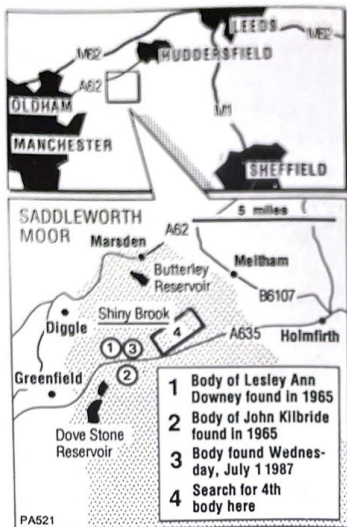 LEEDS
M62
M62
HUDDERSFIELD
A62
OLDHAM
M1
MANCHESTER
SHEFFIELD
SADDLEWORTH
MOOR
5 miles
A62
Marsden
Butterley
Reservoir
Meltham
B6107
Shiny Brook
4
A635
Holmfirth
Diggle
1
3
2
Greenfield
Dove Stone
Reservoir
1 Body of Lesley Ann
Downey found in 1965
2 Body of John Kilbride
found in 1965
3 Body found Wednes-
day, July 1 1987
4 Search for 4th
body here
PA521